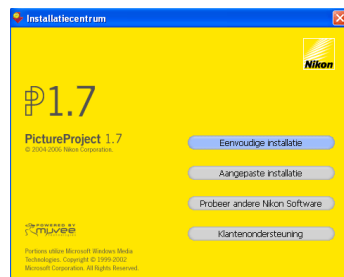 Installatiecentrum
Nikon
P1.7
PictureProject 1.7
© 2004-2006 Nikon Corporation.
Eenvoudige installatie
Aangepaste installatie
Probeer andere Nikon Software
Klantenondersteuning
POWERED BY
muvee
Portions utilize Microsoft Windows Media
Technologies. Copyright © 1999-2002
Microsoft Corporation. All Rights Reserved.